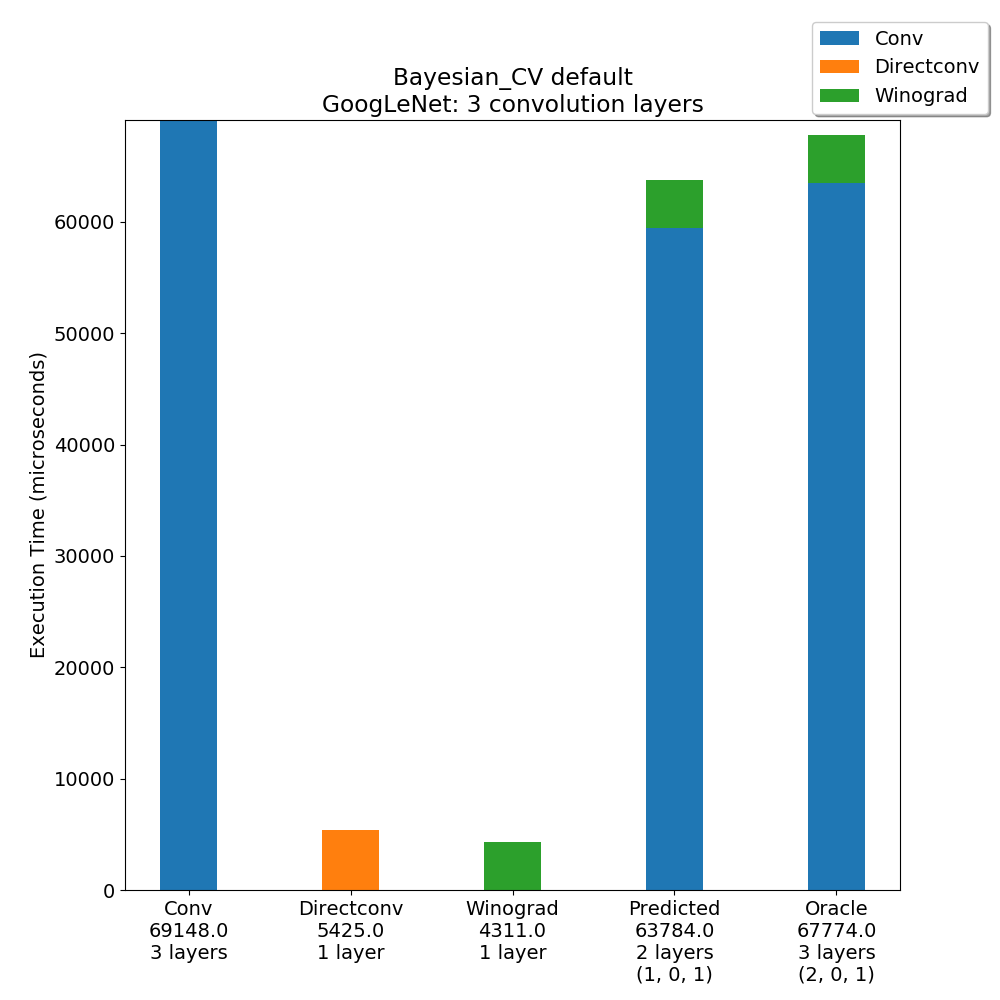 Conv
Directconv
Winograd
Bayesian_CV default
GoogLeNet: 3 convolution layers
Execution Time (microseconds)
60000
50000
40000
30000
20000
10000
0
Conv
69148.0
3 layers
Directconv
5425.0
1 layer
Winograd
4311.0
1 layer
Predicted
63784.0
2 layers
(1, 0, 1)
Oracle
67774.0
3 layers
(2, 0, 1)